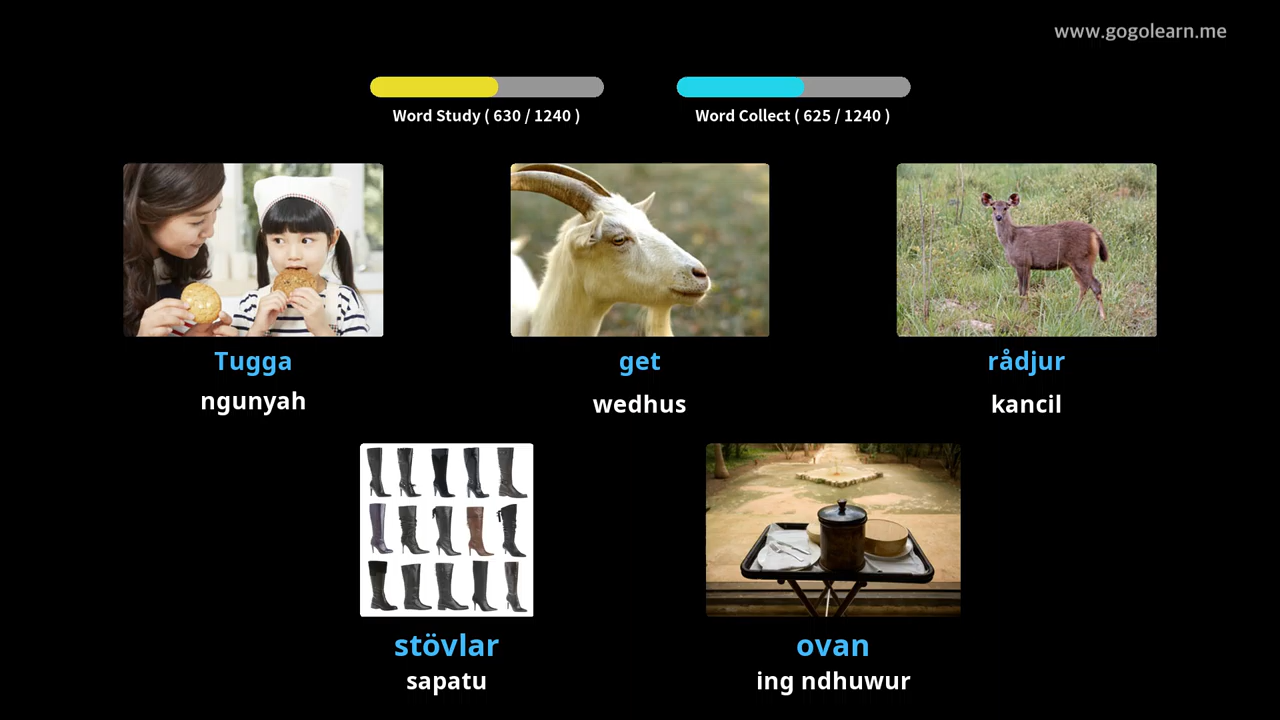 www.gogolearn.me
Word Study ( 630 / 1240 )
Word Collect ( 625 / 1240 )
Tugga
ngunyah
get
wedhus
rådjur
kancil
stövlar
sapatu
ovan
ing ndhuwur